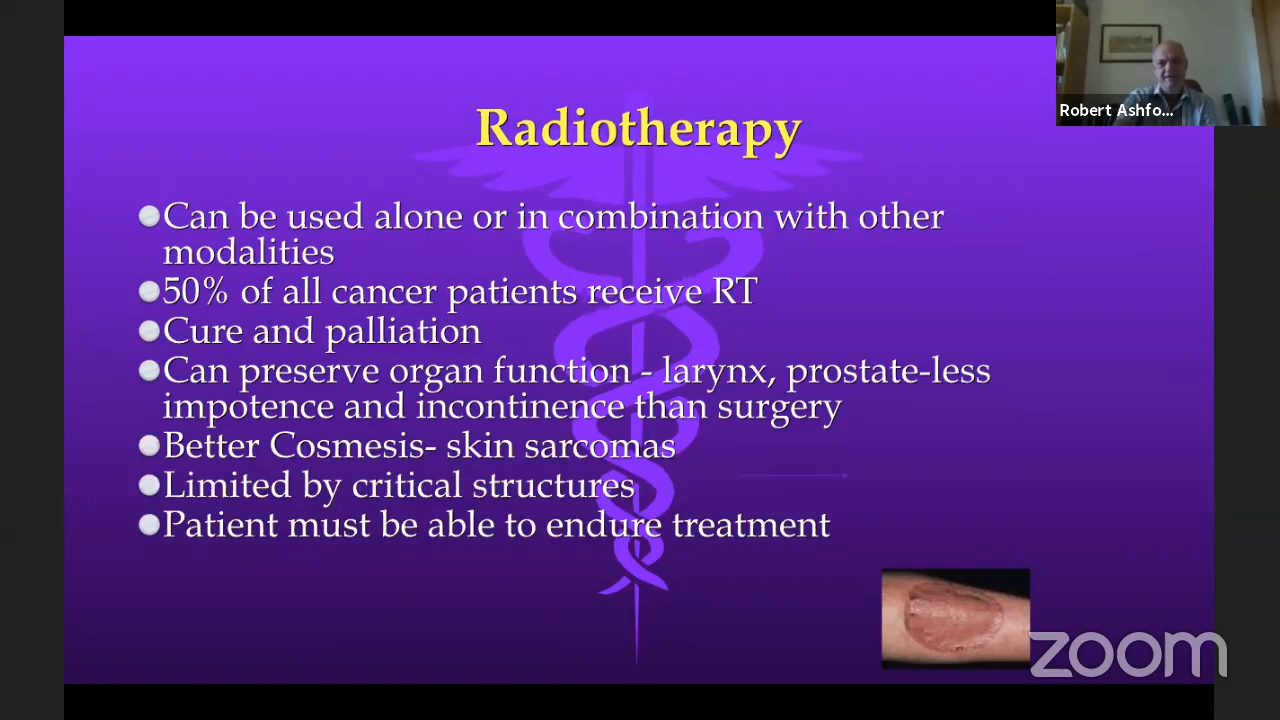 Robert Ashfo...
Radiotherapy
Can be used alone or in combination with other
modalities
50% of all cancer patients receive RT
Cure and palliation
Can preserve organ function - larynx, prostate-less
impotence and incontinence than surgery
Better Cosmesis- skin sarcomas
Limited by critical structures
Patient must be able to endure treatment
zoom